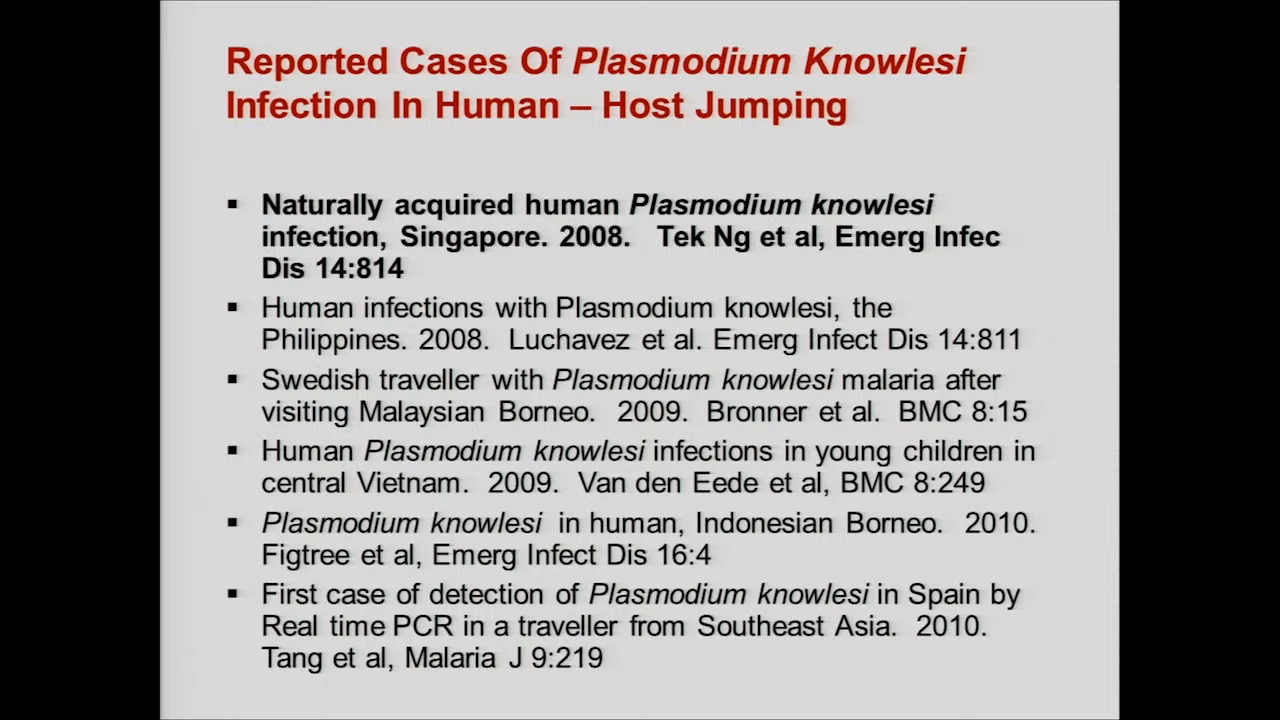 Reported Cases Of Plasmodium Knowlesi
Infection In Human – Host Jumping
▪ Naturally acquired human Plasmodium knowlesi
infection, Singapore. 2008. Tek Ng et al, Emerg Infec
Dis 14:814
▪ Human infections with Plasmodium knowlesi, the
Philippines. 2008. Luchavez et al. Emerg Infect Dis 14:811
▪ Swedish traveller with Plasmodium knowlesi malaria after
visiting Malaysian Borneo. 2009. Bronner et al. BMC 8:15
▪ Human Plasmodium knowlesi infections in young children in
central Vietnam. 2009. Van den Eede et al, BMC 8:249
▪ Plasmodium knowlesi in human, Indonesian Borneo. 2010.
Figtree et al, Emerg Infect Dis 16:4
▪ First case of detection of Plasmodium knowlesi in Spain by
Real time PCR in a traveller from Southeast Asia. 2010.
Tang et al, Malaria J 9:219